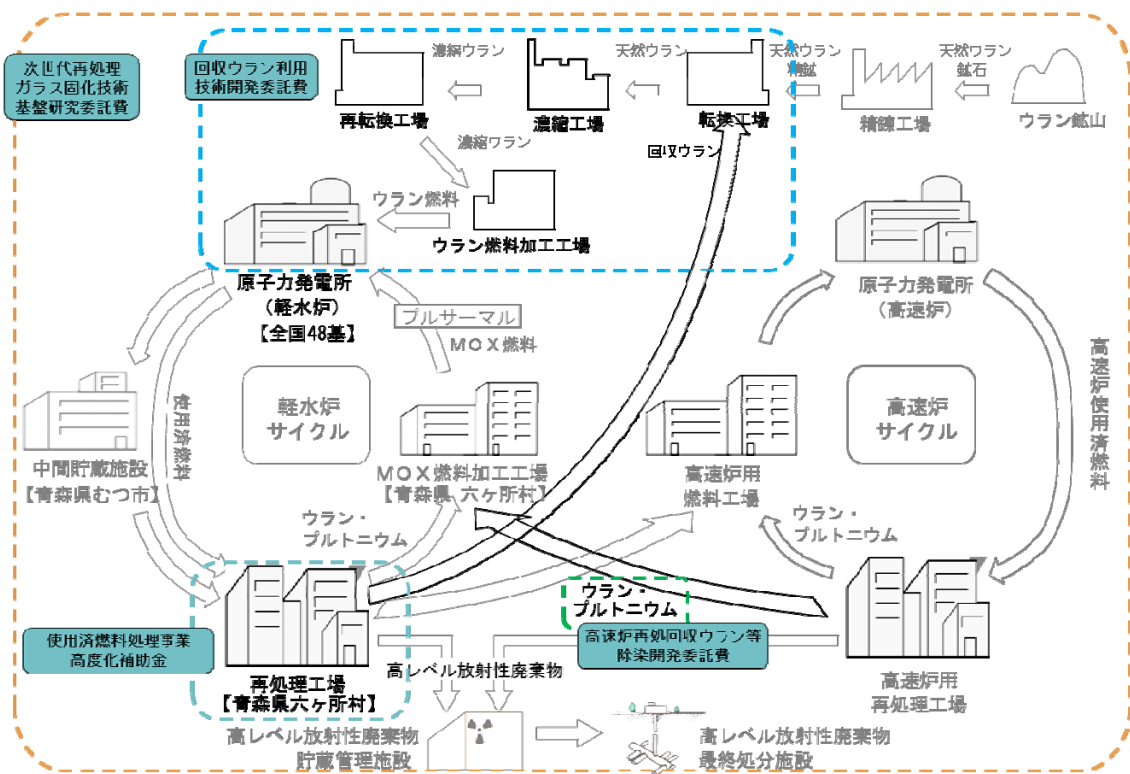 次世代再処理
ガラス固化技術
基盤研究委託費
回収ウラン利用
技術開発委託費
再転換工場
濃縮ウラン
濃縮工場
天然ウラン
転換工場
天然ウラン
精鉱
精錬工場
天然ウラン
鉱石
ウラン鉱山
濃縮ウラン
回収ウラン
ウラン燃料
ウラン燃料加工工場
原子力発電所
(軽水炉)
【全国48基】
プルサーマル
MOX燃料
原子力発電所
(高速炉)
高速炉使用済燃料
使用済燃料
軽水炉
サイクル
高速炉
サイクル
中間貯蔵施設
【青森県むつ市】
MOX燃料加工工場
【青森県 六ヶ所村】
高速炉用
燃料工場
ウラン・
プルトニウム
ウラン・
プルトニウム
ウラン・
プルトニウム
使用済燃料処理事業
高度化補助金
高速炉再処回収ウラン等
除染開発委託費
再処理工場
【青森県六ヶ所村】
高レベル放射性廃棄物
高速炉用
再処理工場
高レベル放射性廃棄物
貯蔵管理施設
高レベル放射性廃棄物
最終処分施設